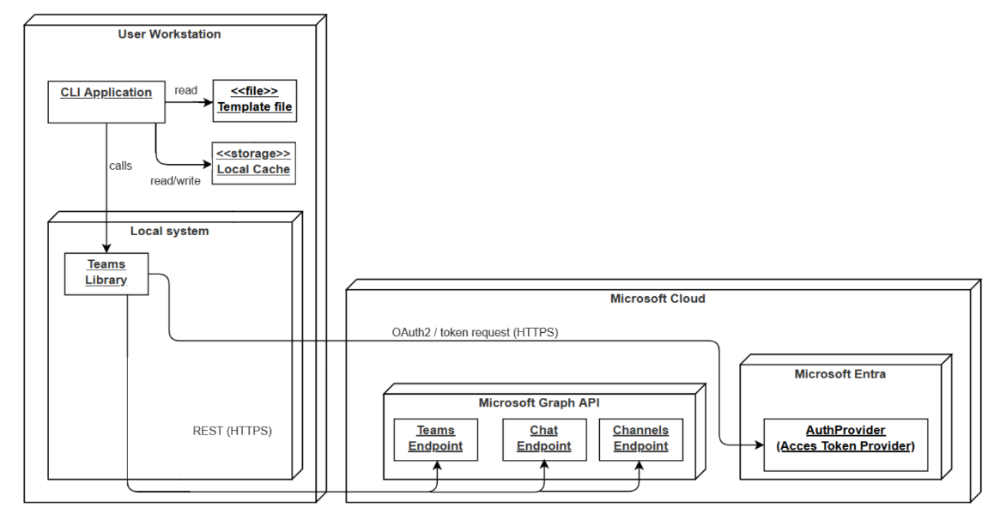 User Workstation
CLI Application
read
<<file>>
Template file
<<storage>>
Local Cache
calls
read/write
Local system
Teams
Library
Microsoft Cloud
OAuth2 / token request (HTTPS)
Microsoft Entra
Microsoft Graph API
REST (HTTPS)
Teams
Endpoint
Chat
Endpoint
Channels
Endpoint
AuthProvider
(Acces Token Provider)